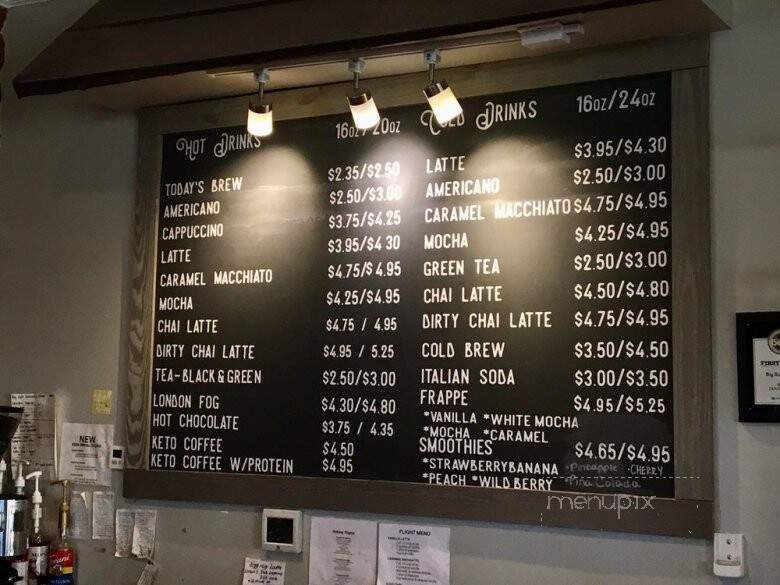 HOT DRINKS 16oz / 20oz
TODAY'S BREW $2.35/$2.50
AMERICANO $2.50/$3.00
CAPPUCCINO $3.75/$4.25
LATTE $3.95/$4.30
CARAMEL MACCHIATO $4.75/$4.95
MOCHA $4.25/$4.95
CHAI LATTE $4.75 / 4.95
DIRTY CHAI LATTE $4.95 / 5.25
TEA-BLACK & GREEN $2.50/$3.00
LONDON FOG $4.30/$4.80
HOT CHOCOLATE $3.75 / 4.35
KETO COFFEE $4.50
KETO COFFEE W/PROTEIN $4.95
COLD DRINKS 16oz/24oz
LATTE $3.95/$4.30
AMERICANO $2.50/$3.00
CARAMEL MACCHIATO $4.75/$4.95
MOCHA $4.25/$4.95
GREEN TEA $2.50/$3.00
CHAI LATTE $4.50/$4.80
DIRTY CHAI LATTE $4.75/$4.95
COLD BREW $3.50/$4.50
ITALIAN SODA $3.00/$3.50
FRAPPE $4.95/$5.25
*VANILLA *WHITE MOCHA
*MOCHA *CARAMEL
SMOOTHIES $4.65/$4.95
*STRAWBERRYBANANA *Pineapple *CHERRY
*PEACH *WILD BERRY *Pina Colada
menupix
NEW
FLIGHT MENU
FIRST